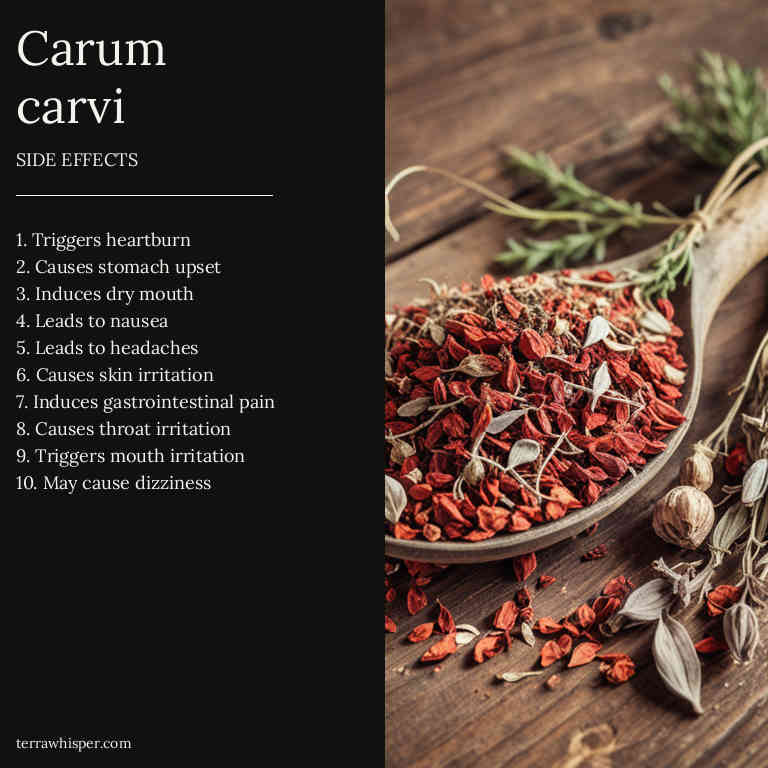 Carum
carvi
SIDE EFFECTS
1. Triggers heartburn
2. Causes stomach upset
3. Induces dry mouth
4. Leads to nausea
5. Leads to headaches
6. Causes skin irritation
7. Induces gastrointestinal pain
8. Causes throat irritation
9. Triggers mouth irritation
10. May cause dizziness
terrawhisper.com